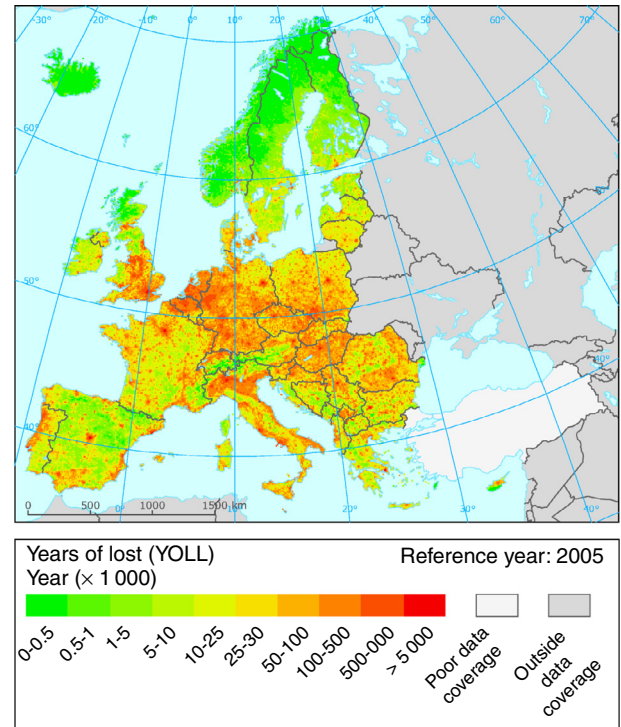 -30° -20° -10° 0° 10° 20° 30° 40° 50° 60° 70°
60°
50°
50°
40°
40°
0 500 1000 1500 km
0° 10° 20° 30° 40°
Years of lost (YOLL)
Reference year: 2005
Year (× 1 000)
0-0.5
0.5-1
1-5
5-10
10-25
25-30
50-100
100-500
500-000
> 5 000
Poor data
coverage
Outside
data
coverage